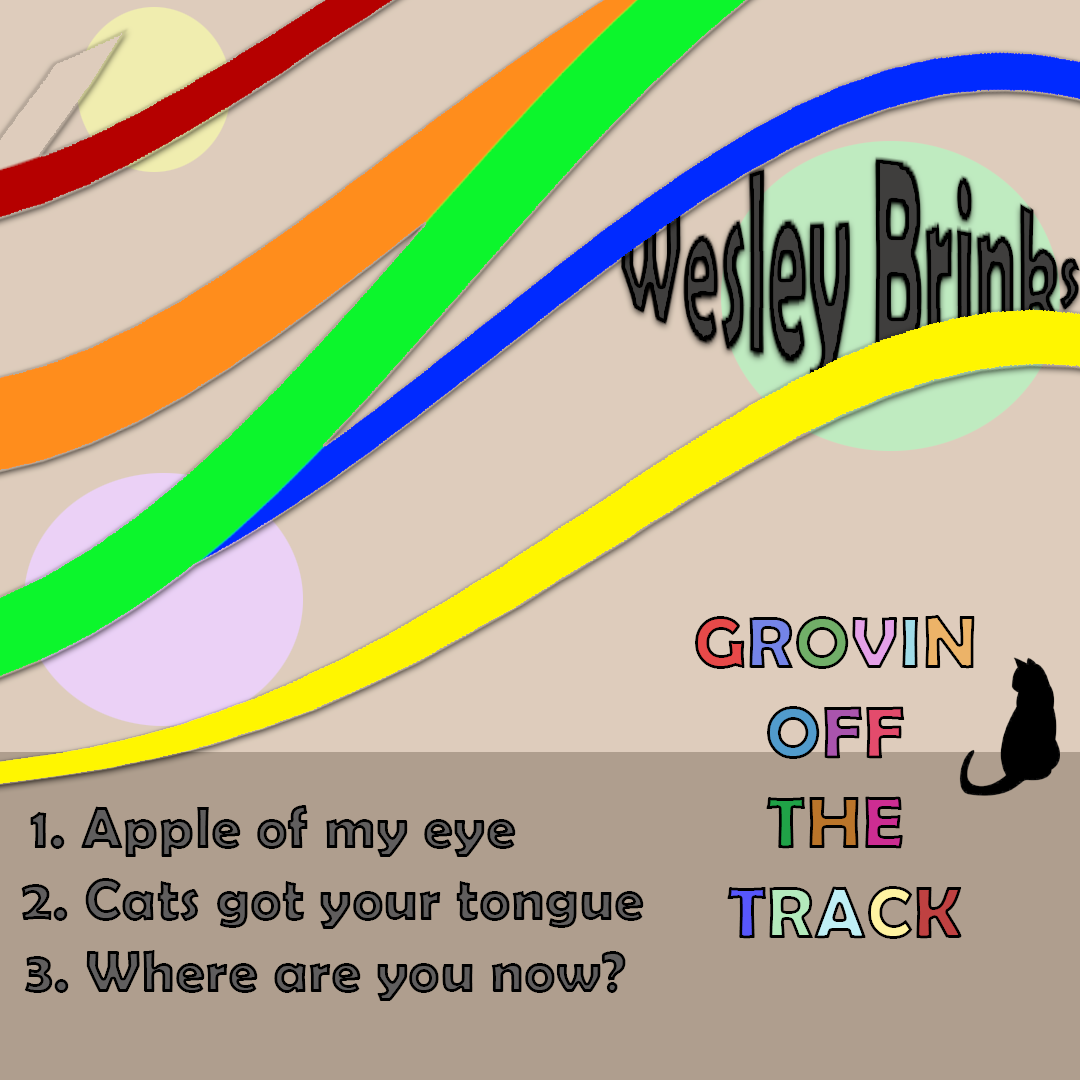 Wesley Brinks
GROVIN
OFF
THE
TRACK
1. Apple of my eye
2. Cats got your tongue
3. Where are you now?